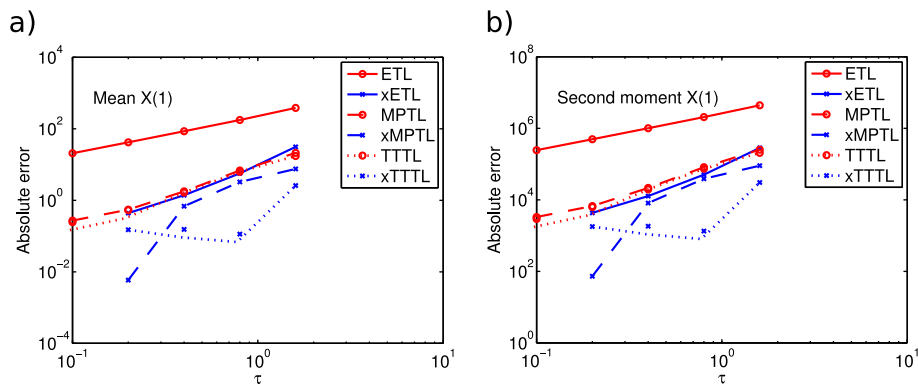 a)
10^4
10^2
10^0
10^-2
10^-4
Absolute error
Mean X(1)
ETL
xETL
MPTL
xMPTL
TTTL
xTTTL
10^-1
10^0
10^1
τ
b)
10^8
10^6
10^4
10^2
10^0
Absolute error
Second moment X(1)
ETL
xETL
MPTL
xMPTL
TTTL
xTTTL
10^-1
10^0
10^1
τ